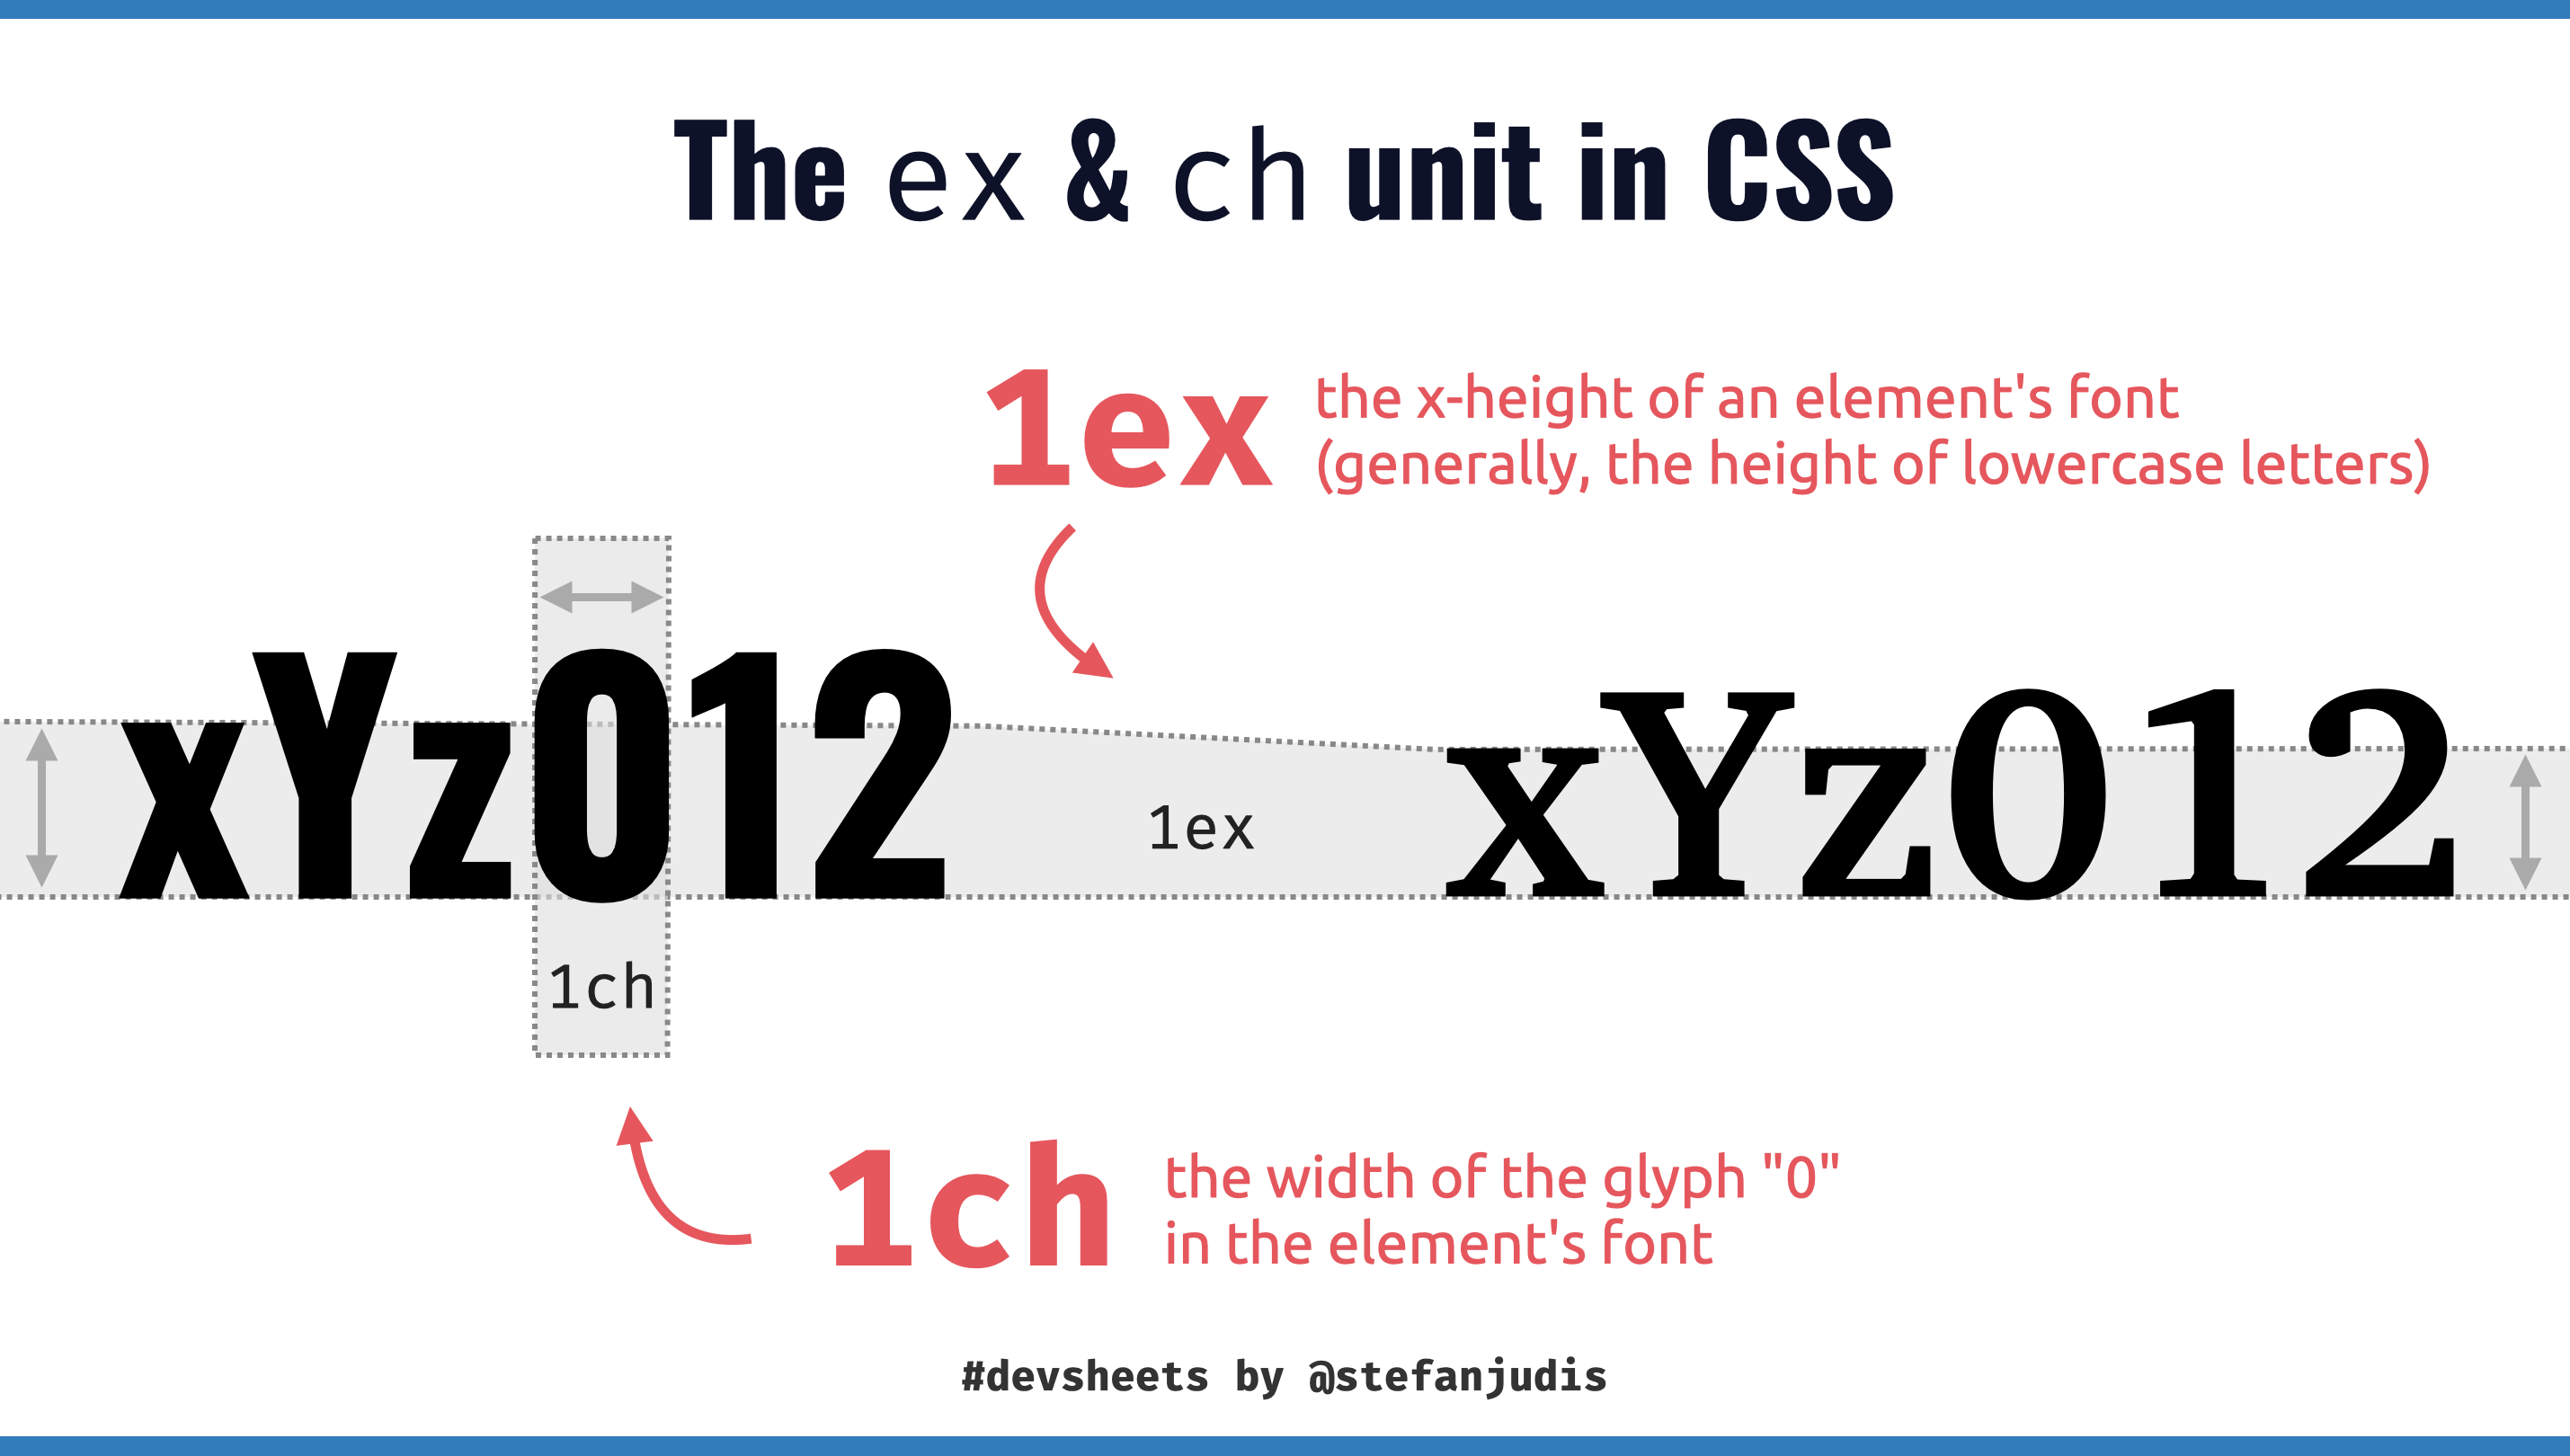 The ex & ch unit in CSS
1ex
the x-height of an element's font
(generally, the height of lowercase letters)
xYz012
1ex
xYz012
1ch
1ch
the width of the glyph "0"
in the element's font
#devsheets by @stefanjudis